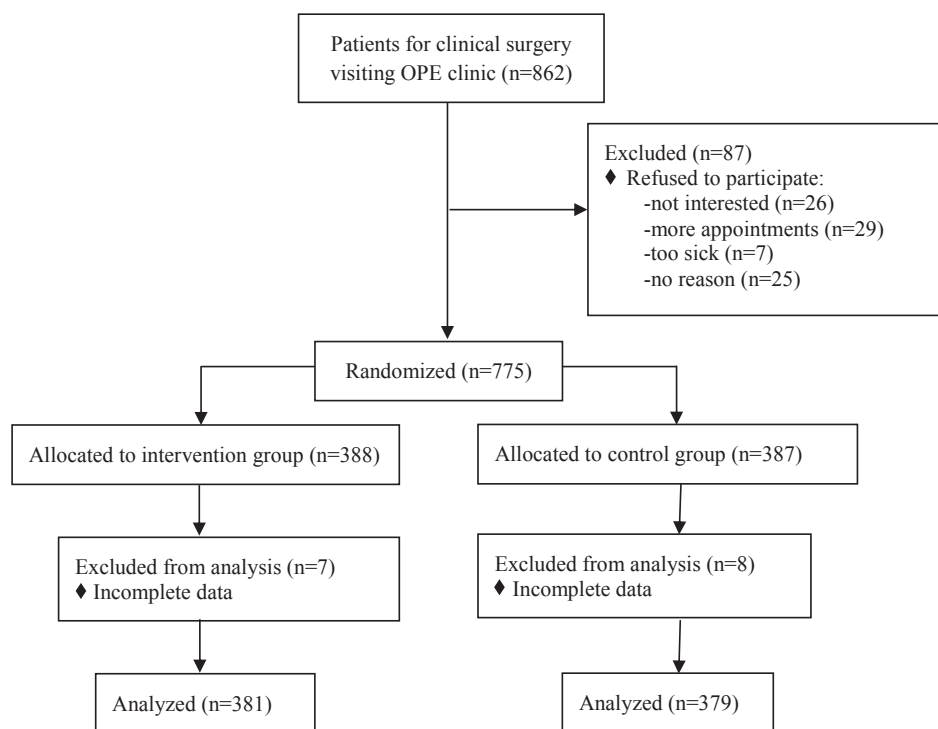 Patients for clinical surgery
visiting OPE clinic (n=862)
Excluded (n=87)
♦ Refused to participate:
-not interested (n=26)
-more appointments (n=29)
-too sick (n=7)
-no reason (n=25)
Randomized (n=775)
Allocated to intervention group (n=388)
Allocated to control group (n=387)
Excluded from analysis (n=7)
♦ Incomplete data
Excluded from analysis (n=8)
♦ Incomplete data
Analyzed (n=381)
Analyzed (n=379)